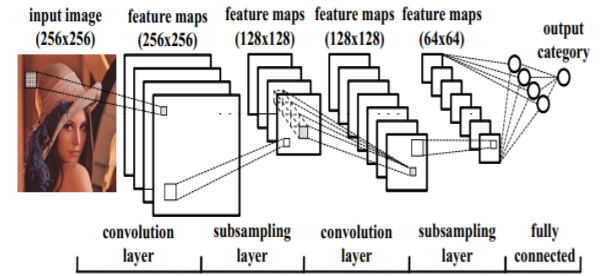 input image
(256x256)
feature maps
(256x256)
feature maps
(128x128)
feature maps
(128x128)
feature maps
(64x64)
output
category
convolution
layer
subsampling
layer
convolution
layer
subsampling
layer
fully
connected